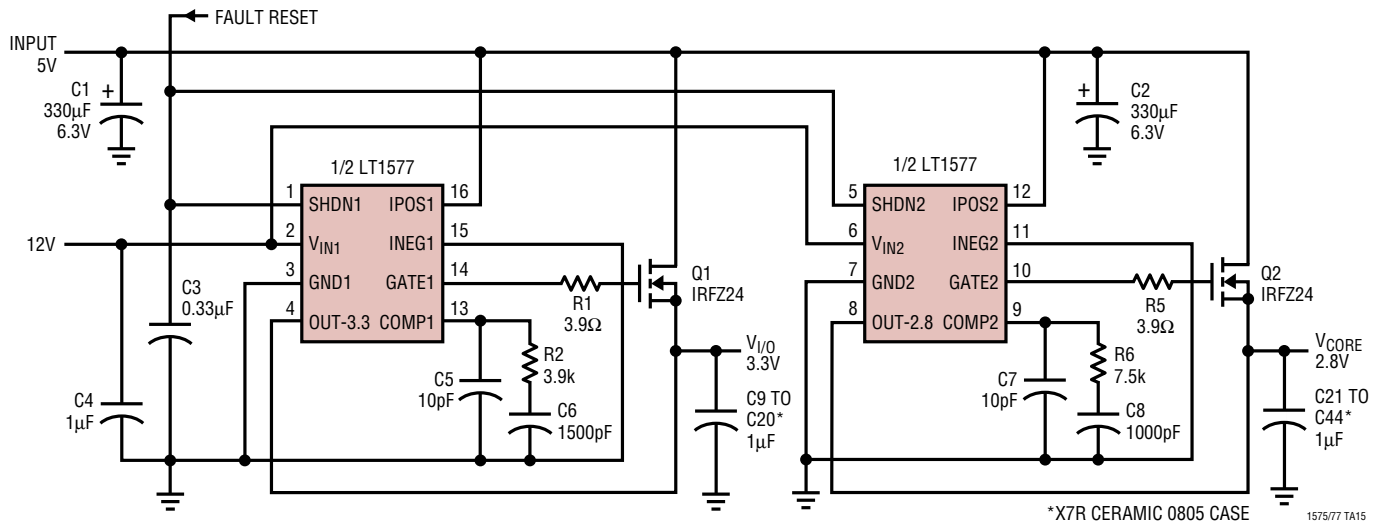 FAULT RESET
INPUT
5V
C1
330µF
6.3V
+
C2
330µF
6.3V
+
1/2 LT1577
1
SHDN1
IPOS1
16
2
VIN1
INEG1
15
3
GND1
GATE1
14
4
OUT-3.3
COMP1
13
12V
C3
0.33µF
C4
1µF
R1
3.9Ω
Q1
IRFZ24
R2
3.9k
C5
10pF
C6
1500pF
VI/O
3.3V
C9 TO
C20*
1µF
1/2 LT1577
5
SHDN2
IPOS2
12
6
VIN2
INEG2
11
7
GND2
GATE2
10
8
OUT-2.8
COMP2
9
R5
3.9Ω
Q2
IRFZ24
R6
7.5k
C7
10pF
C8
1000pF
VCORE
2.8V
C21 TO
C44*
1µF
*X7R CERAMIC 0805 CASE
1575/77 TA15